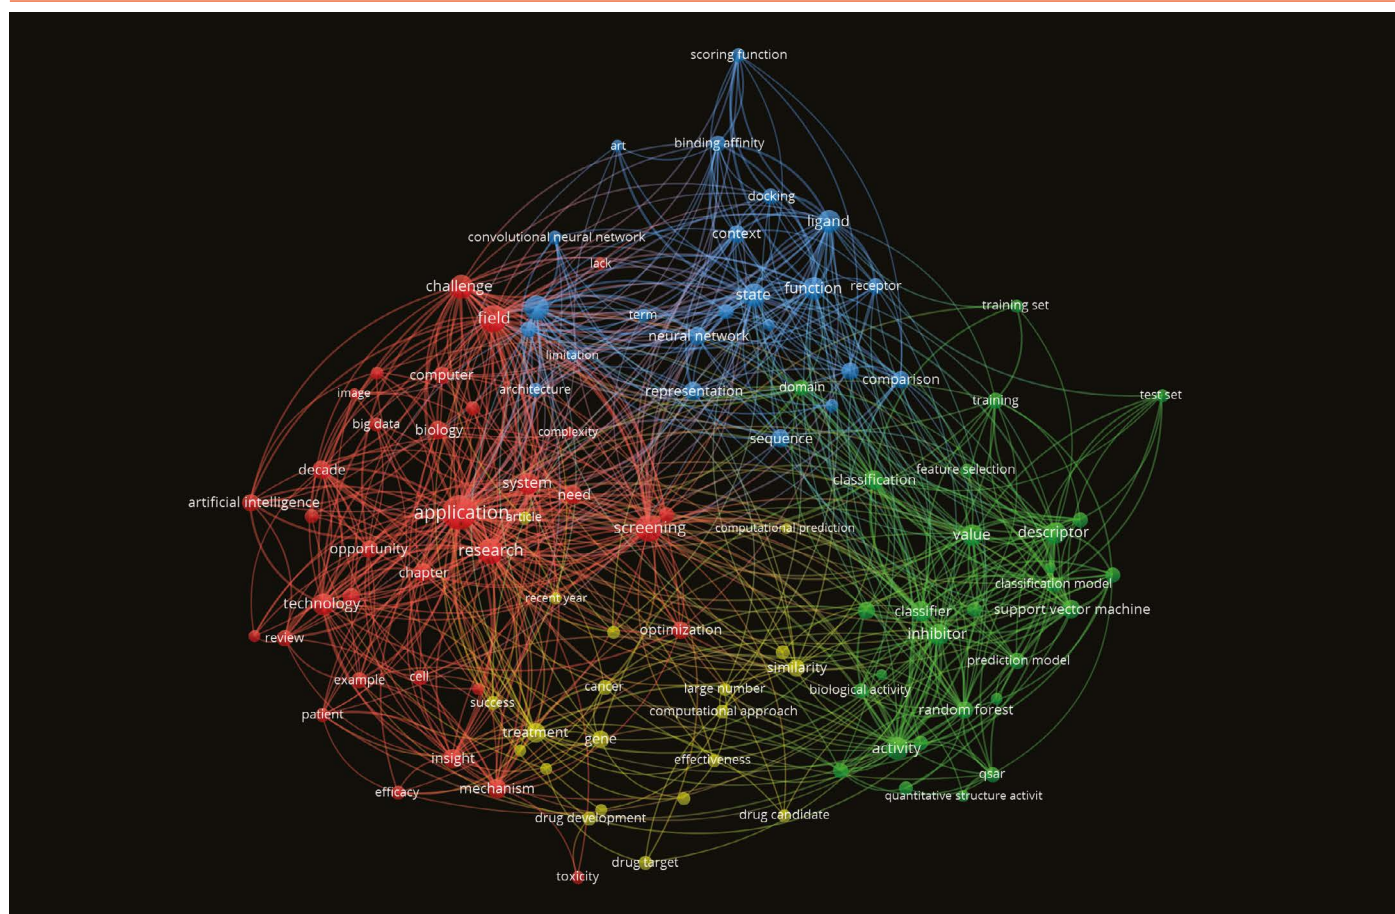 scoring function
art
binding affinity
docking
ligand
context
convolutional neural network
lack
challenge
state
function
receptor
field
term
training set
neural network
limitation
computer
architecture
representation
domain
comparison
image
training
test set
big data
biology
complexity
sequence
decade
feature selection
system
classification
need
artificial intelligence
application
article
screening
computational prediction
value
descriptor
opportunity
research
chapter
classification model
recent year
technology
classifier
support vector machine
review
optimization
inhibitor
similarity
prediction model
example
cell
cancer
large number
biological activity
success
patient
computational approach
random forest
treatment
gene
activity
insight
effectiveness
qsar
efficacy
mechanism
quantitative structure activit
drug development
drug candidate
drug target
toxicity